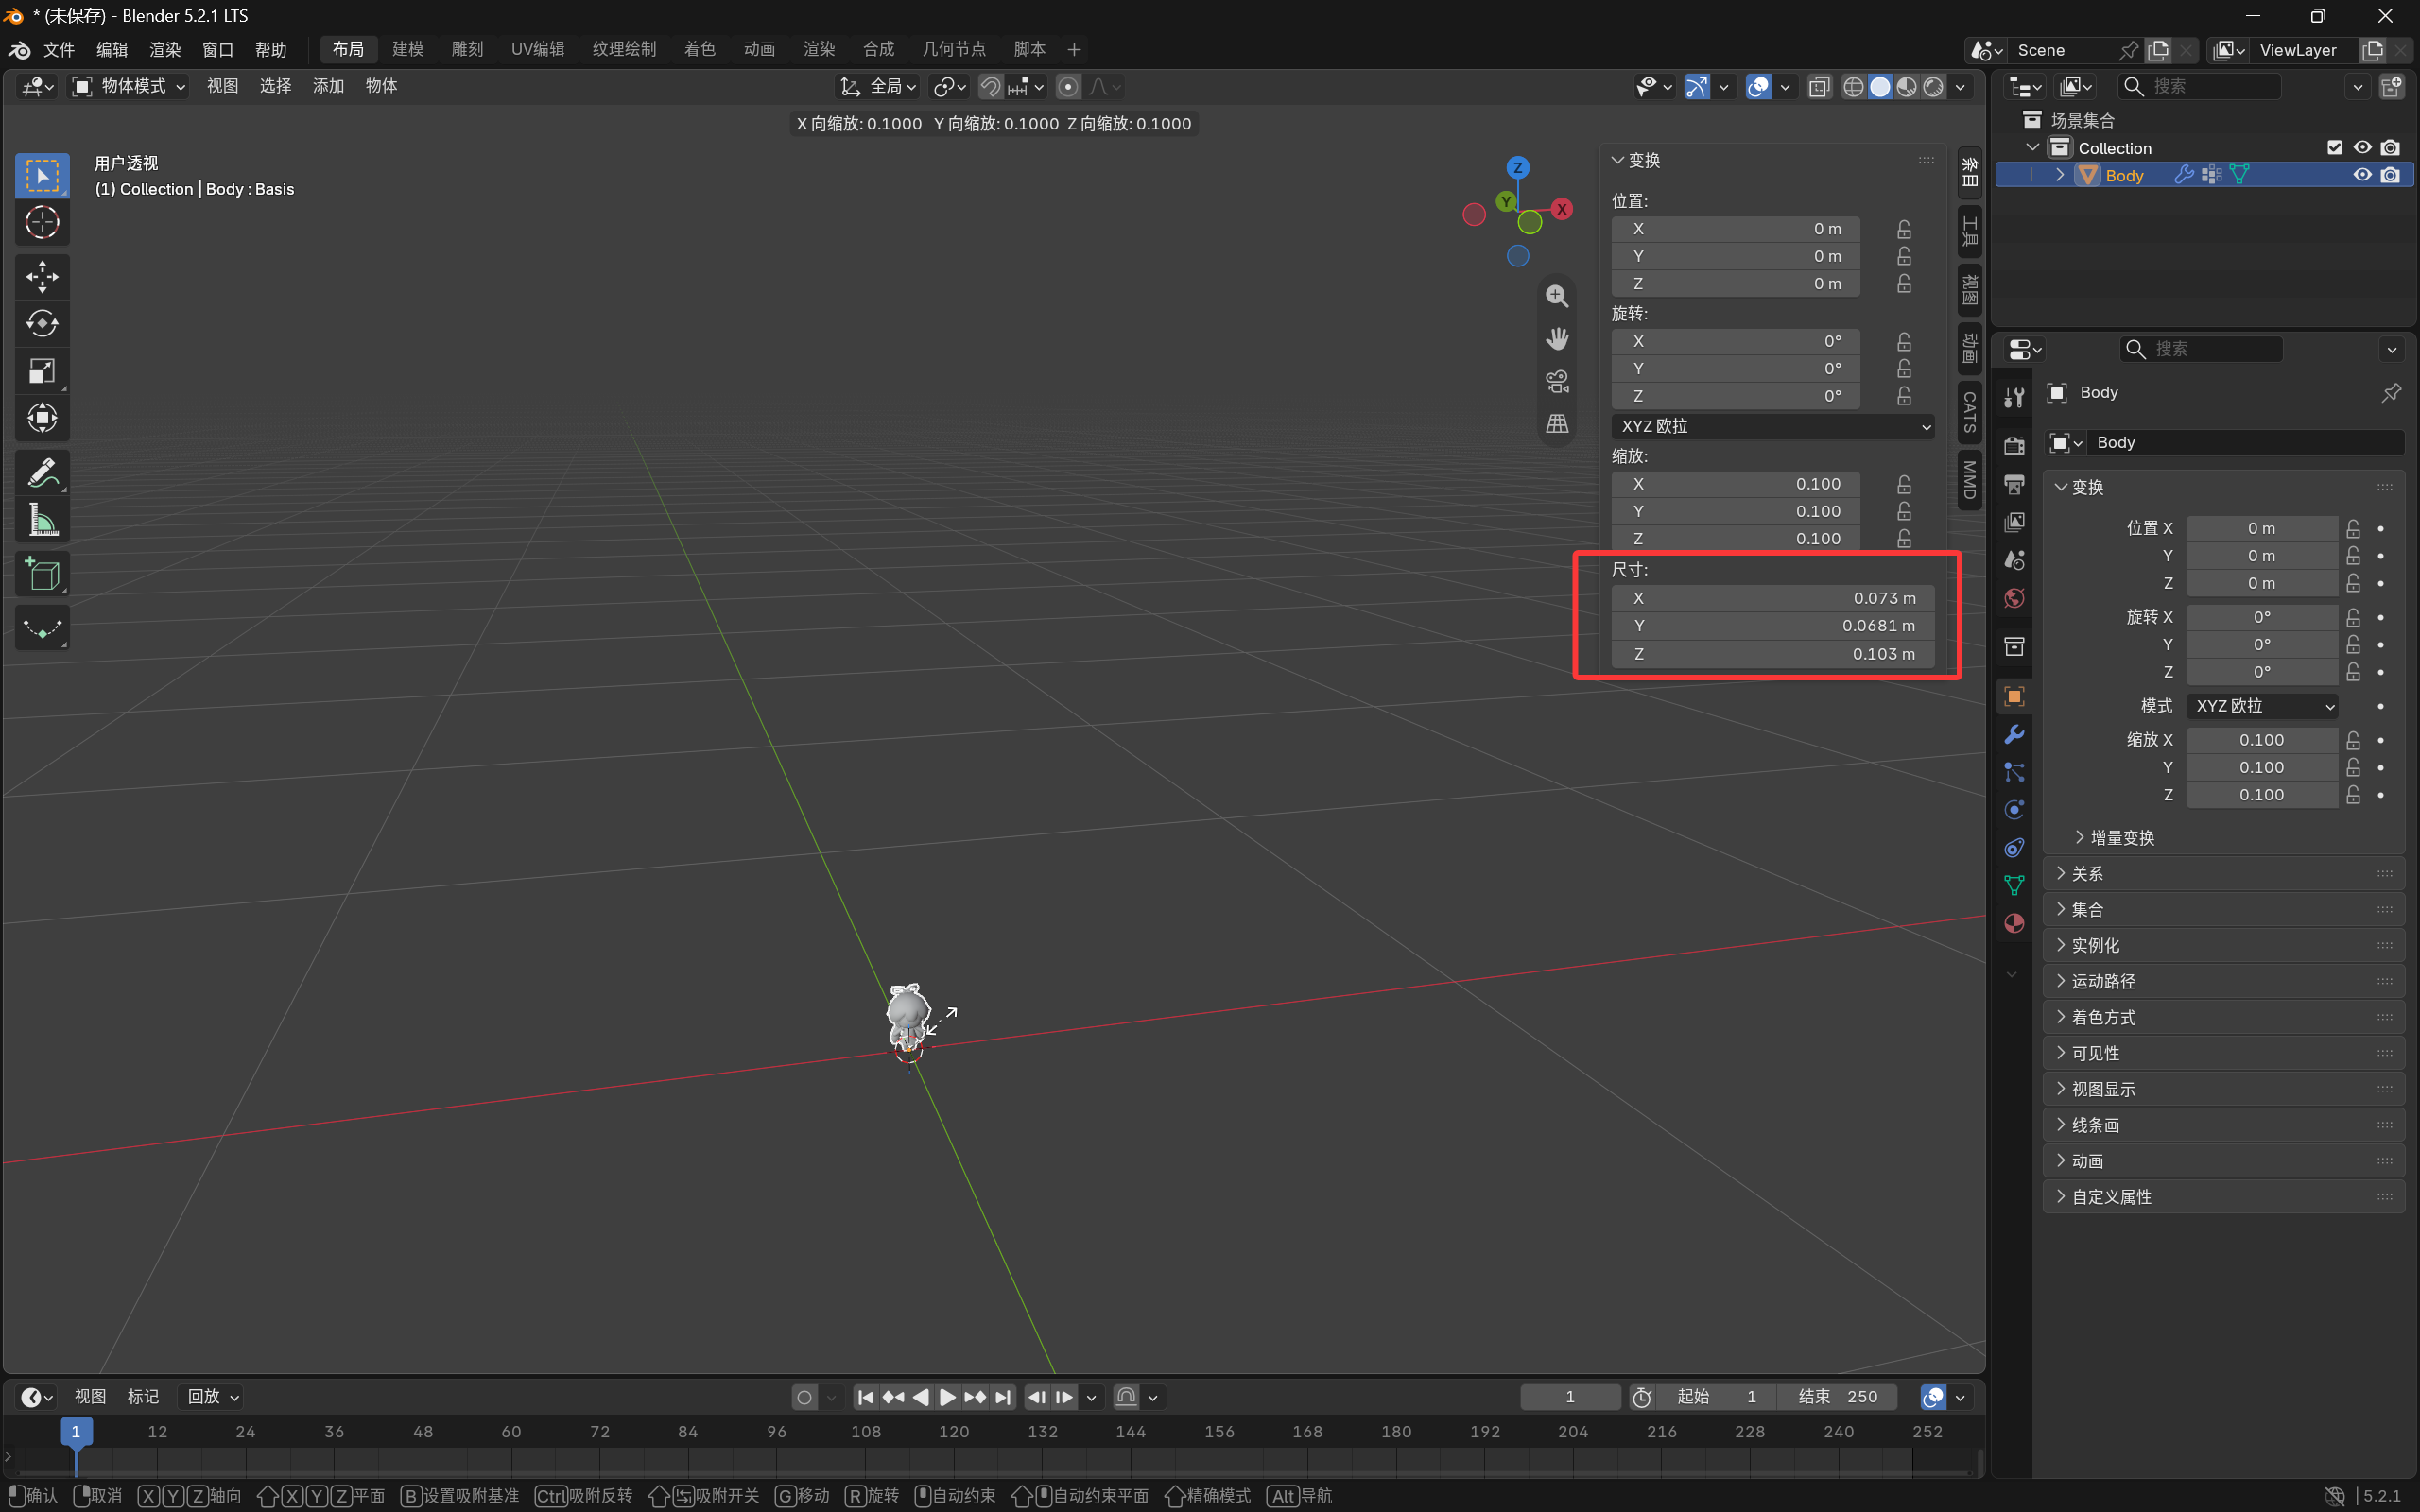 * (未保存) - Blender 5.2.1 LTS
文件 编辑 渲染 窗口 帮助 布局 建模 雕刻 UV编辑 纹理绘制 着色 动画 渲染 合成 几何节点 脚本 + Scene ViewLayer
物体模式 视图 选择 添加 物体 全局 搜索
X 向缩放: 0.1000 Y 向缩放: 0.1000 Z 向缩放: 0.1000
用户透视
(1) Collection | Body : Basis
Z
Y
X
变换
位置:
X 0 m
Y 0 m
Z 0 m
旋转:
X 0°
Y 0°
Z 0°
XYZ 欧拉
缩放:
X 0.100
Y 0.100
Z 0.100
尺寸:
X 0.073 m
Y 0.0681 m
Z 0.103 m
条目
工具
视图
动画
CATS
MMD
场景集合
Collection
Body
搜索
Body
Body
变换
位置 X 0 m
Y 0 m
Z 0 m
旋转 X 0°
Y 0°
Z 0°
模式 XYZ 欧拉
缩放 X 0.100
Y 0.100
Z 0.100
增量变换
关系
集合
实例化
运动路径
着色方式
可见性
视图显示
线条画
动画
自定义属性
视图 标记 回放 1 起始 1 结束 250
1 12 24 36 48 60 72 84 96 108 120 132 144 156 168 180 192 204 216 228 240 252
确认 取消 X Y Z 轴向 X Y Z 平面 B 设置吸附基准 Ctrl 吸附反转 吸附开关 G 移动 R 旋转 自动约束 自动约束平面 精确模式 Alt 导航 5.2.1